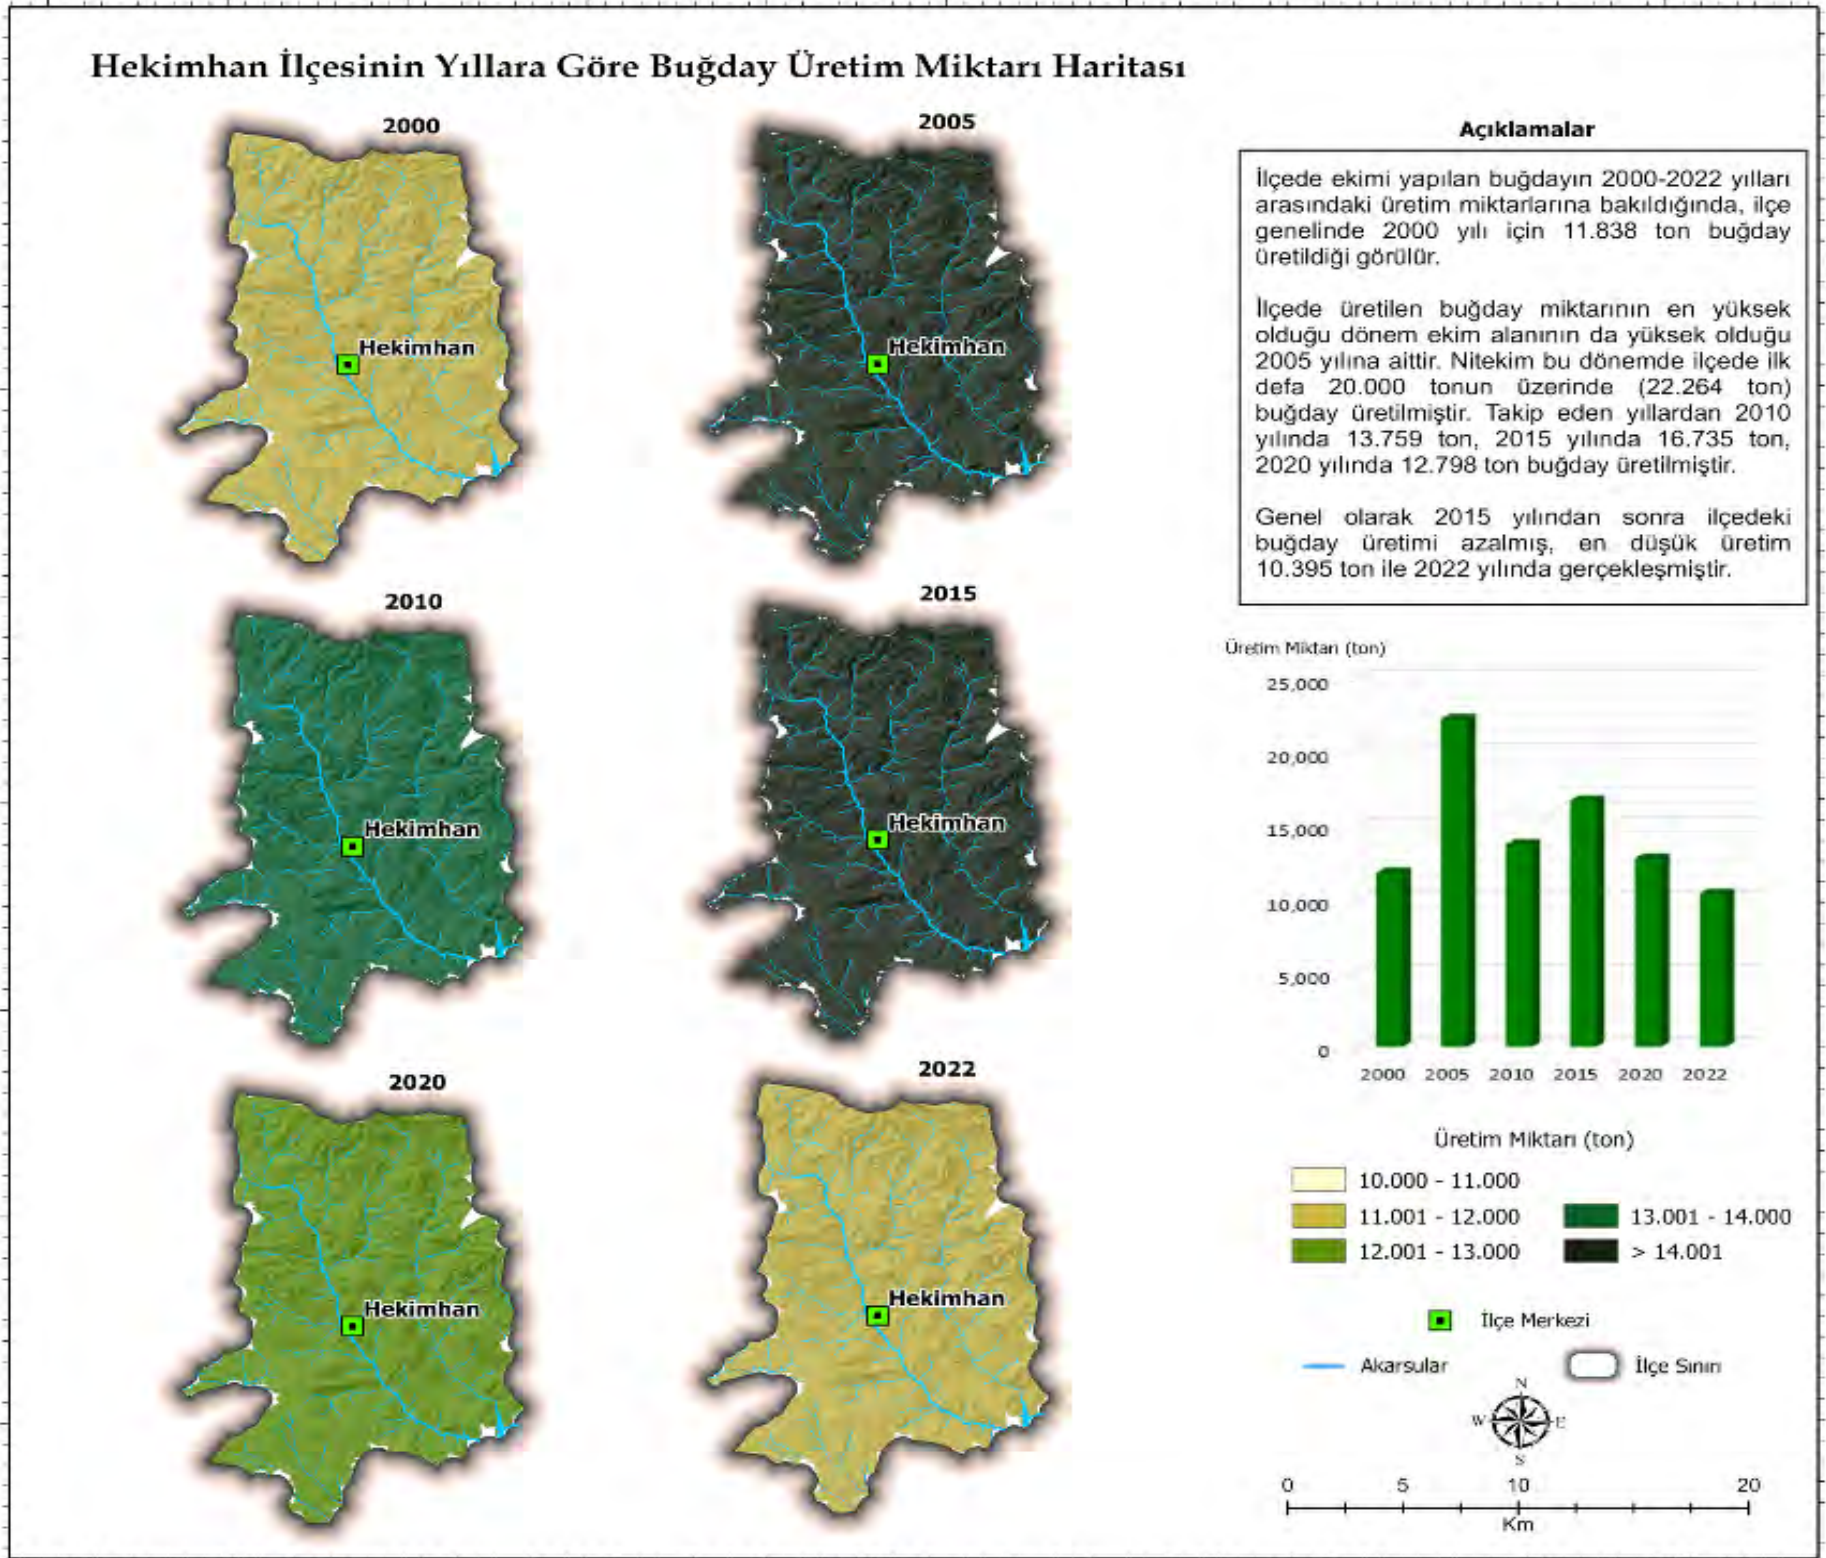 Hekimhan İlçesinin Yıllara Göre Buğday Üretim Miktarı Haritası
2000
Hekimhan
2005
Hekimhan
2010
Hekimhan
2015
Hekimhan
2020
Hekimhan
2022
Hekimhan
Açıklamalar
İlçede ekimi yapılan buğdayın 2000-2022 yılları
arasındaki üretim miktarlarına bakıldığında, ilçe
genelinde 2000 yılı için 11.838 ton buğday
üretildiği görülür.
İlçede üretilen buğday miktarının en yüksek
olduğu dönem ekim alanının da yüksek olduğu
2005 yılına aittir. Nitekim bu dönemde ilçede ilk
defa 20.000 tonun üzerinde (22.264 ton)
buğday üretilmiştir. Takip eden yıllardan 2010
yılında 13.759 ton, 2015 yılında 16.735 ton,
2020 yılında 12.798 ton buğday üretilmiştir.
Genel olarak 2015 yılından sonra ilçedeki
buğday üretimi azalmış, en düşük üretim
10.395 ton ile 2022 yılında gerçekleşmiştir.
Üretim Miktarı (ton)
25,000
20,000
15,000
10,000
5,000
0
2000 2005 2010 2015 2020 2022
Üretim Miktarı (ton)
10.000 - 11.000
11.001 - 12.000
12.001 - 13.000
13.001 - 14.000
> 14.001
İlçe Merkezi
Akarsular
İlçe Sınırı
N
W E
S
0 5 10 20
Km